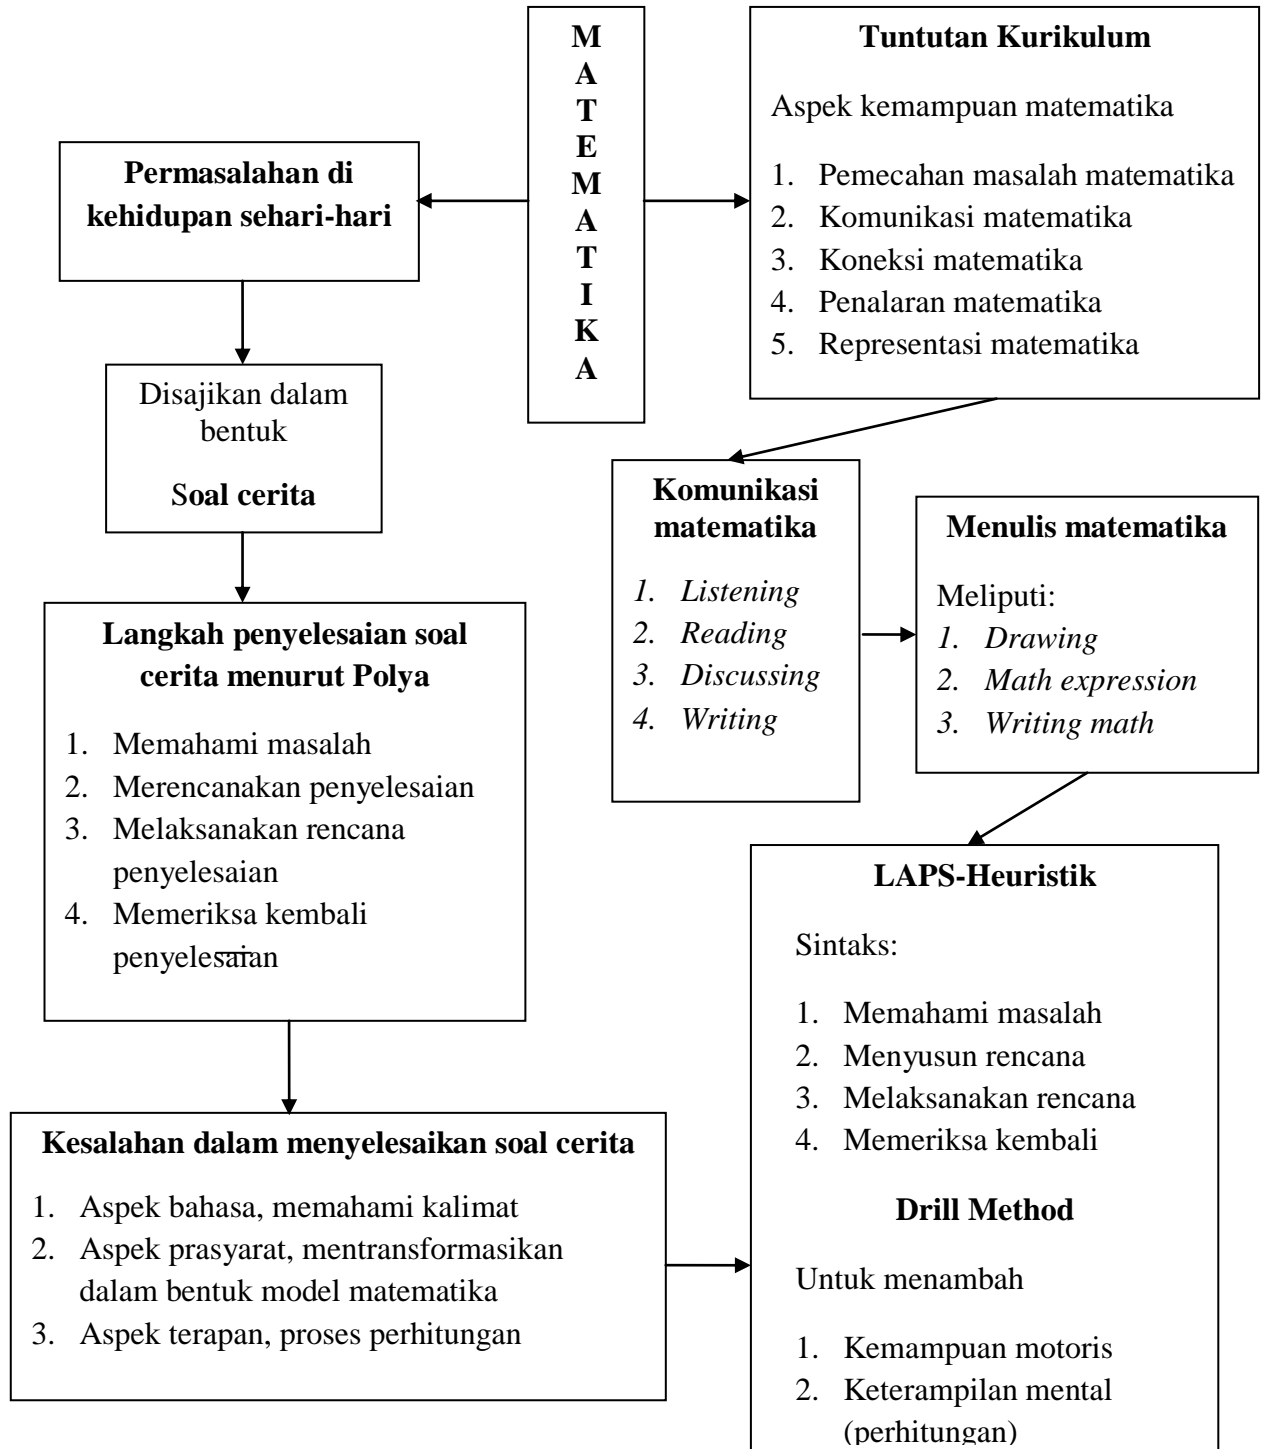 M
A
T
E
M
A
T
I
K
A
Tuntutan Kurikulum
Aspek kemampuan matematika
1. Pemecahan masalah matematika
2. Komunikasi matematika
3. Koneksi matematika
4. Penalaran matematika
5. Representasi matematika
Permasalahan di
kehidupan sehari-hari
Disajikan dalam
bentuk
Soal cerita
Langkah penyelesaian soal
cerita menurut Polya
1. Memahami masalah
2. Merencanakan penyelesaian
3. Melaksanakan rencana
penyelesaian
4. Memeriksa kembali
penyelesaian
Kesalahan dalam menyelesaikan soal cerita
1. Aspek bahasa, memahami kalimat
2. Aspek prasyarat, mentransformasikan
dalam bentuk model matematika
3. Aspek terapan, proses perhitungan
Komunikasi
matematika
1. Listening
2. Reading
3. Discussing
4. Writing
Menulis matematika
Meliputi:
1. Drawing
2. Math expression
3. Writing math
LAPS-Heuristik
Sintaks:
1. Memahami masalah
2. Menyusun rencana
3. Melaksanakan rencana
4. Memeriksa kembali
Drill Method
Untuk menambah
1. Kemampuan motoris
2. Keterampilan mental
(perhitungan)